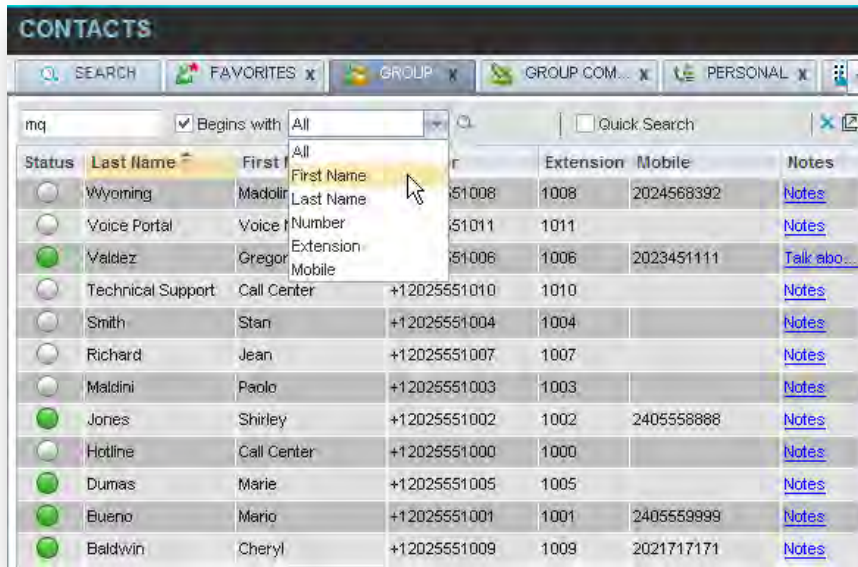 CONTACTS
SEARCH FAVORITES x GROUP x GROUP COM... x PERSONAL x
mq Begins with All Quick Search
All
First Name
Last Name
Number
Extension
Mobile
Status Last Name First r Extension Mobile Notes
Wyoming Madolin 51008 1008 2024568392 Notes
Voice Portal Voice 51011 1011 Notes
Valdez Gregor 51006 1006 2023451111 Talk abo...
Technical Support Call Center +12025551010 1010 Notes
Smith Stan +12025551004 1004 Notes
Richard Jean +12025551007 1007 Notes
Maldini Paolo +12025551003 1003 Notes
Jones Shirley +12025551002 1002 2405558888 Notes
Hotline Call Center +12025551000 1000 Notes
Dumas Marie +12025551005 1005 Notes
Bueno Mario +12025551001 1001 2405559999 Notes
Baldwin Cheryl +12025551009 1009 2021717171 Notes